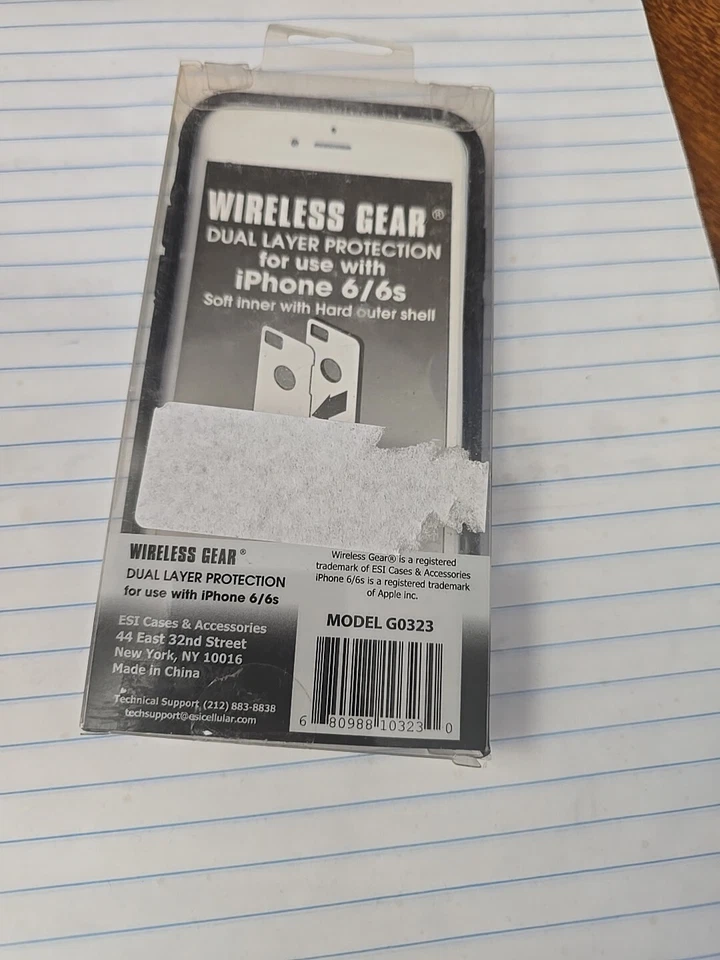 WIRELESS GEAR®
DUAL LAYER PROTECTION
for use with
iPhone 6/6s
Soft inner with Hard outer shell
WIRELESS GEAR®
DUAL LAYER PROTECTION
for use with iPhone 6/6s
ESI Cases & Accessories
44 East 32nd Street
New York, NY 10016
Made in China
Technical Support (212) 883-8838
techsupport@esicellular.com
Wireless Gear® is a registered
trademark of ESI Cases & Accessories
iPhone 6/6s is a registered trademark
of Apple inc.
MODEL G0323
6 80988 10323 0